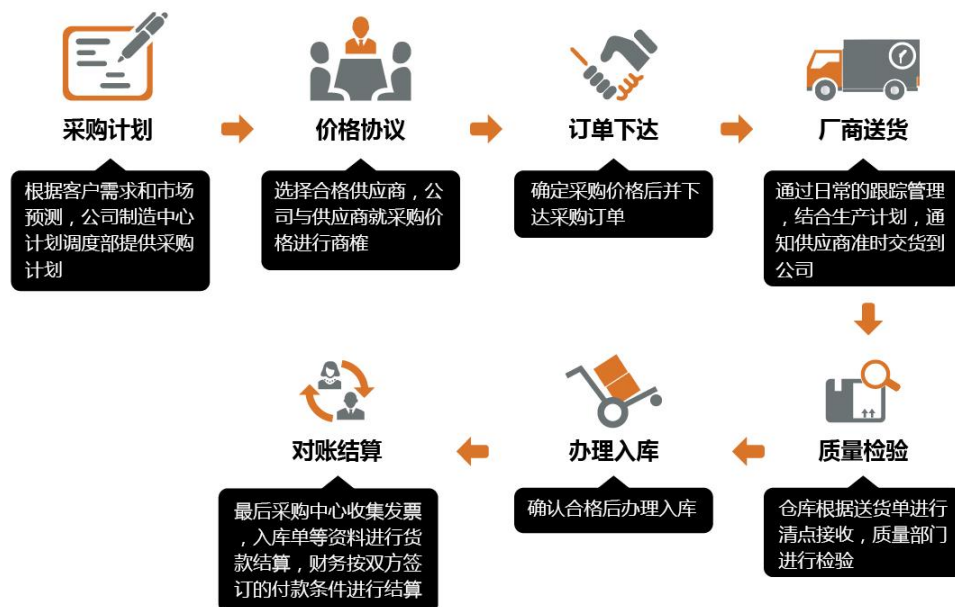 采购计划
价格协议
订单下达
厂商送货
根据客户需求和市场
预测，公司制造中心
计划调度部提供采购
计划
选择合格供应商，公
司与供应商就采购价
格进行商榷
确定采购价格后并下
达采购订单
通过日常的跟踪管理
，结合生产计划，通
知供应商准时交货到
公司
质量检验
仓库根据送货单进行
清点接收，质量部门
进行检验
办理入库
确认合格后办理入库
对账结算
最后采购中心收集发票
，入库单等资料进行货
款结算，财务按双方签
订的付款条件进行结算